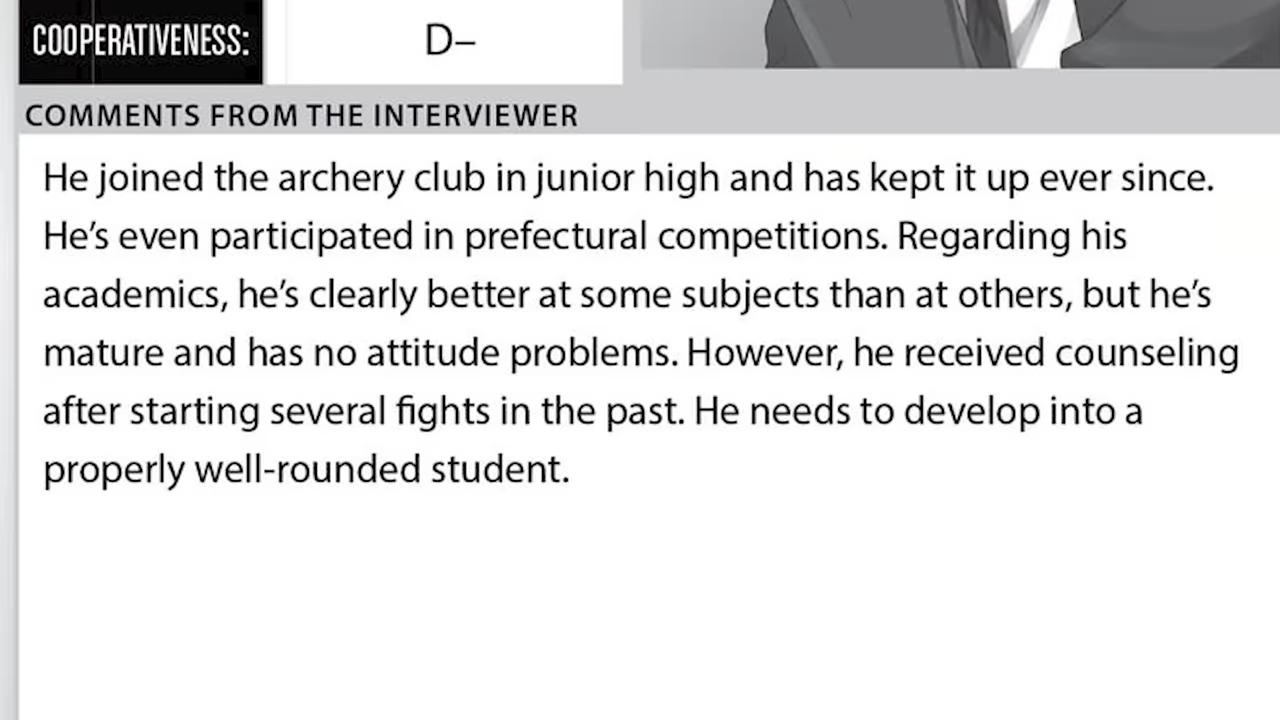 COOPERATIVENESS: D–
COMMENTS FROM THE INTERVIEWER
He joined the archery club in junior high and has kept it up ever since.
He’s even participated in prefectural competitions. Regarding his
academics, he’s clearly better at some subjects than at others, but he’s
mature and has no attitude problems. However, he received counseling
after starting several fights in the past. He needs to develop into a
properly well-rounded student.